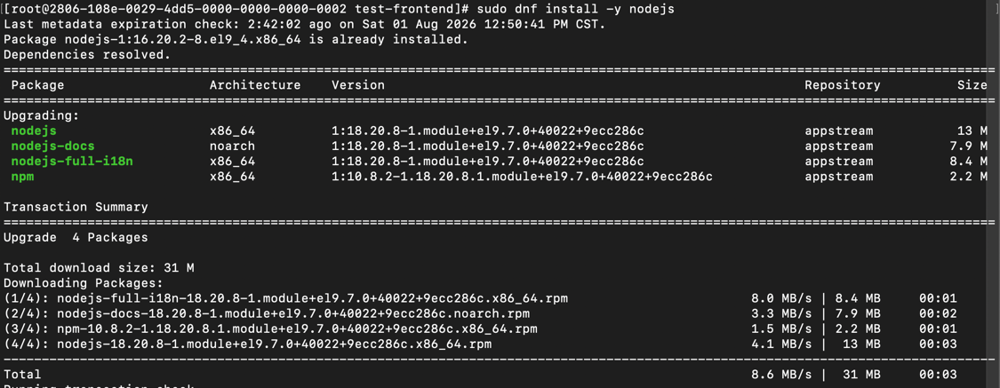 [[root@2806-108e-0029-4dd5-0000-0000-0000-0002 test-frontend]# sudo dnf install -y nodejs
Last metadata expiration check: 2:42:02 ago on Sat 01 Aug 2026 12:50:41 PM CST.
Package nodejs-1:16.20.2-8.el9_4.x86_64 is already installed.
Dependencies resolved.
================================================================================
Package Architecture Version Repository Size
================================================================================
Upgrading:
nodejs x86_64 1:18.20.8-1.module+el9.7.0+40022+9ecc286c appstream 13 M
nodejs-docs noarch 1:18.20.8-1.module+el9.7.0+40022+9ecc286c appstream 7.9 M
nodejs-full-i18n x86_64 1:18.20.8-1.module+el9.7.0+40022+9ecc286c appstream 8.4 M
npm x86_64 1:10.8.2-1.18.20.8.1.module+el9.7.0+40022+9ecc286c appstream 2.2 M
Transaction Summary
================================================================================
Upgrade 4 Packages
Total download size: 31 M
Downloading Packages:
(1/4): nodejs-full-i18n-18.20.8-1.module+el9.7.0+40022+9ecc286c.x86_64.rpm 8.0 MB/s | 8.4 MB 00:01
(2/4): nodejs-docs-18.20.8-1.module+el9.7.0+40022+9ecc286c.noarch.rpm 3.3 MB/s | 7.9 MB 00:02
(3/4): npm-10.8.2-1.18.20.8.1.module+el9.7.0+40022+9ecc286c.x86_64.rpm 1.5 MB/s | 2.2 MB 00:01
(4/4): nodejs-18.20.8-1.module+el9.7.0+40022+9ecc286c.x86_64.rpm 4.1 MB/s | 13 MB 00:03
--------------------------------------------------------------------------------
Total 8.6 MB/s | 31 MB 00:03
Running transaction check